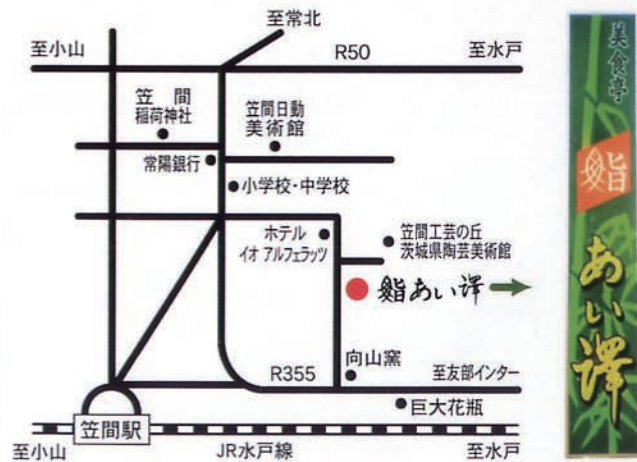 至常北
至小山
R50
至水戸
笠間
稲荷神社
笠間日動
美術館
常陽銀行
小学校・中学校
ホテル
イオ アルフェラッツ
笠間工芸の丘
茨城県陶芸美術館
鮨あい澤
向山窯
R355
至友部インター
巨大花瓶
笠間駅
至小山
JR水戸線
至水戸
美食亭
鮨
あい澤